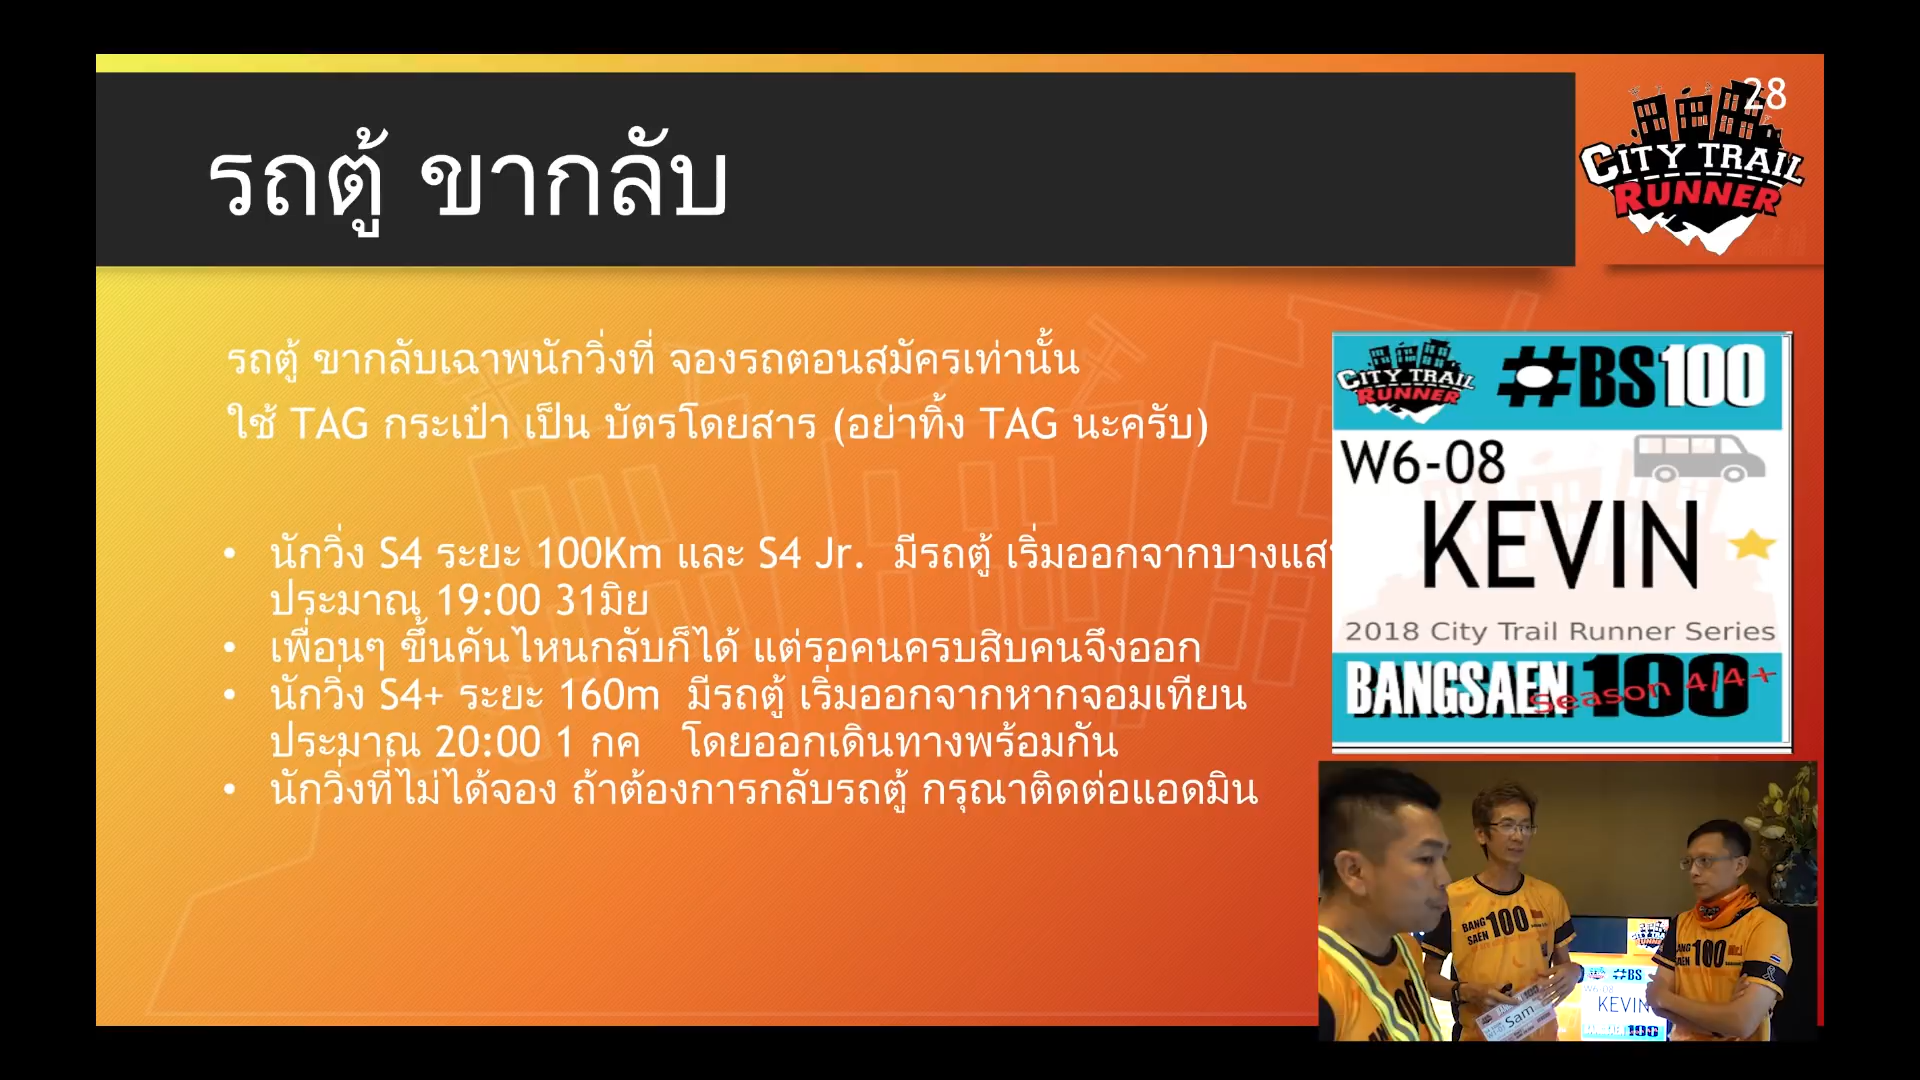 28
CITY TRAIL
RUNNER
รถตู้ ขากลับ
รถตู้ ขากลับเฉาพนักวิ่งที่ จองรถตอนสมัครเท่านั้น
ใช้ TAG กระเป๋า เป็น บัตรโดยสาร (อย่าทิ้ง TAG นะครับ)
• นักวิ่ง S4 ระยะ 100Km และ S4 Jr. มีรถตู้ เริ่มออกจากบางแส
ประมาณ 19:00 31มิย
• เพื่อนๆ ขึ้นคันไหนกลับก็ได้ แต่รอคนครบสิบคนจึงออก
• นักวิ่ง S4+ ระยะ 160m มีรถตู้ เริ่มออกจากหากจอมเทียน
ประมาณ 20:00 1 กค โดยออกเดินทางพร้อมกัน
• นักวิ่งที่ไม่ได้จอง ถ้าต้องการกลับรถตู้ กรุณาติดต่อแอดมิน
CITY TRAIL
RUNNER
#BS100
W6-08
KEVIN
2018 City Trail Runner Series
BANGSAEN 100
Season 4/4+
BANG
SAEN 100
BANG
SAEN 100
Sam
#BS
W6-08
KEVIN
BANGSAEN 100